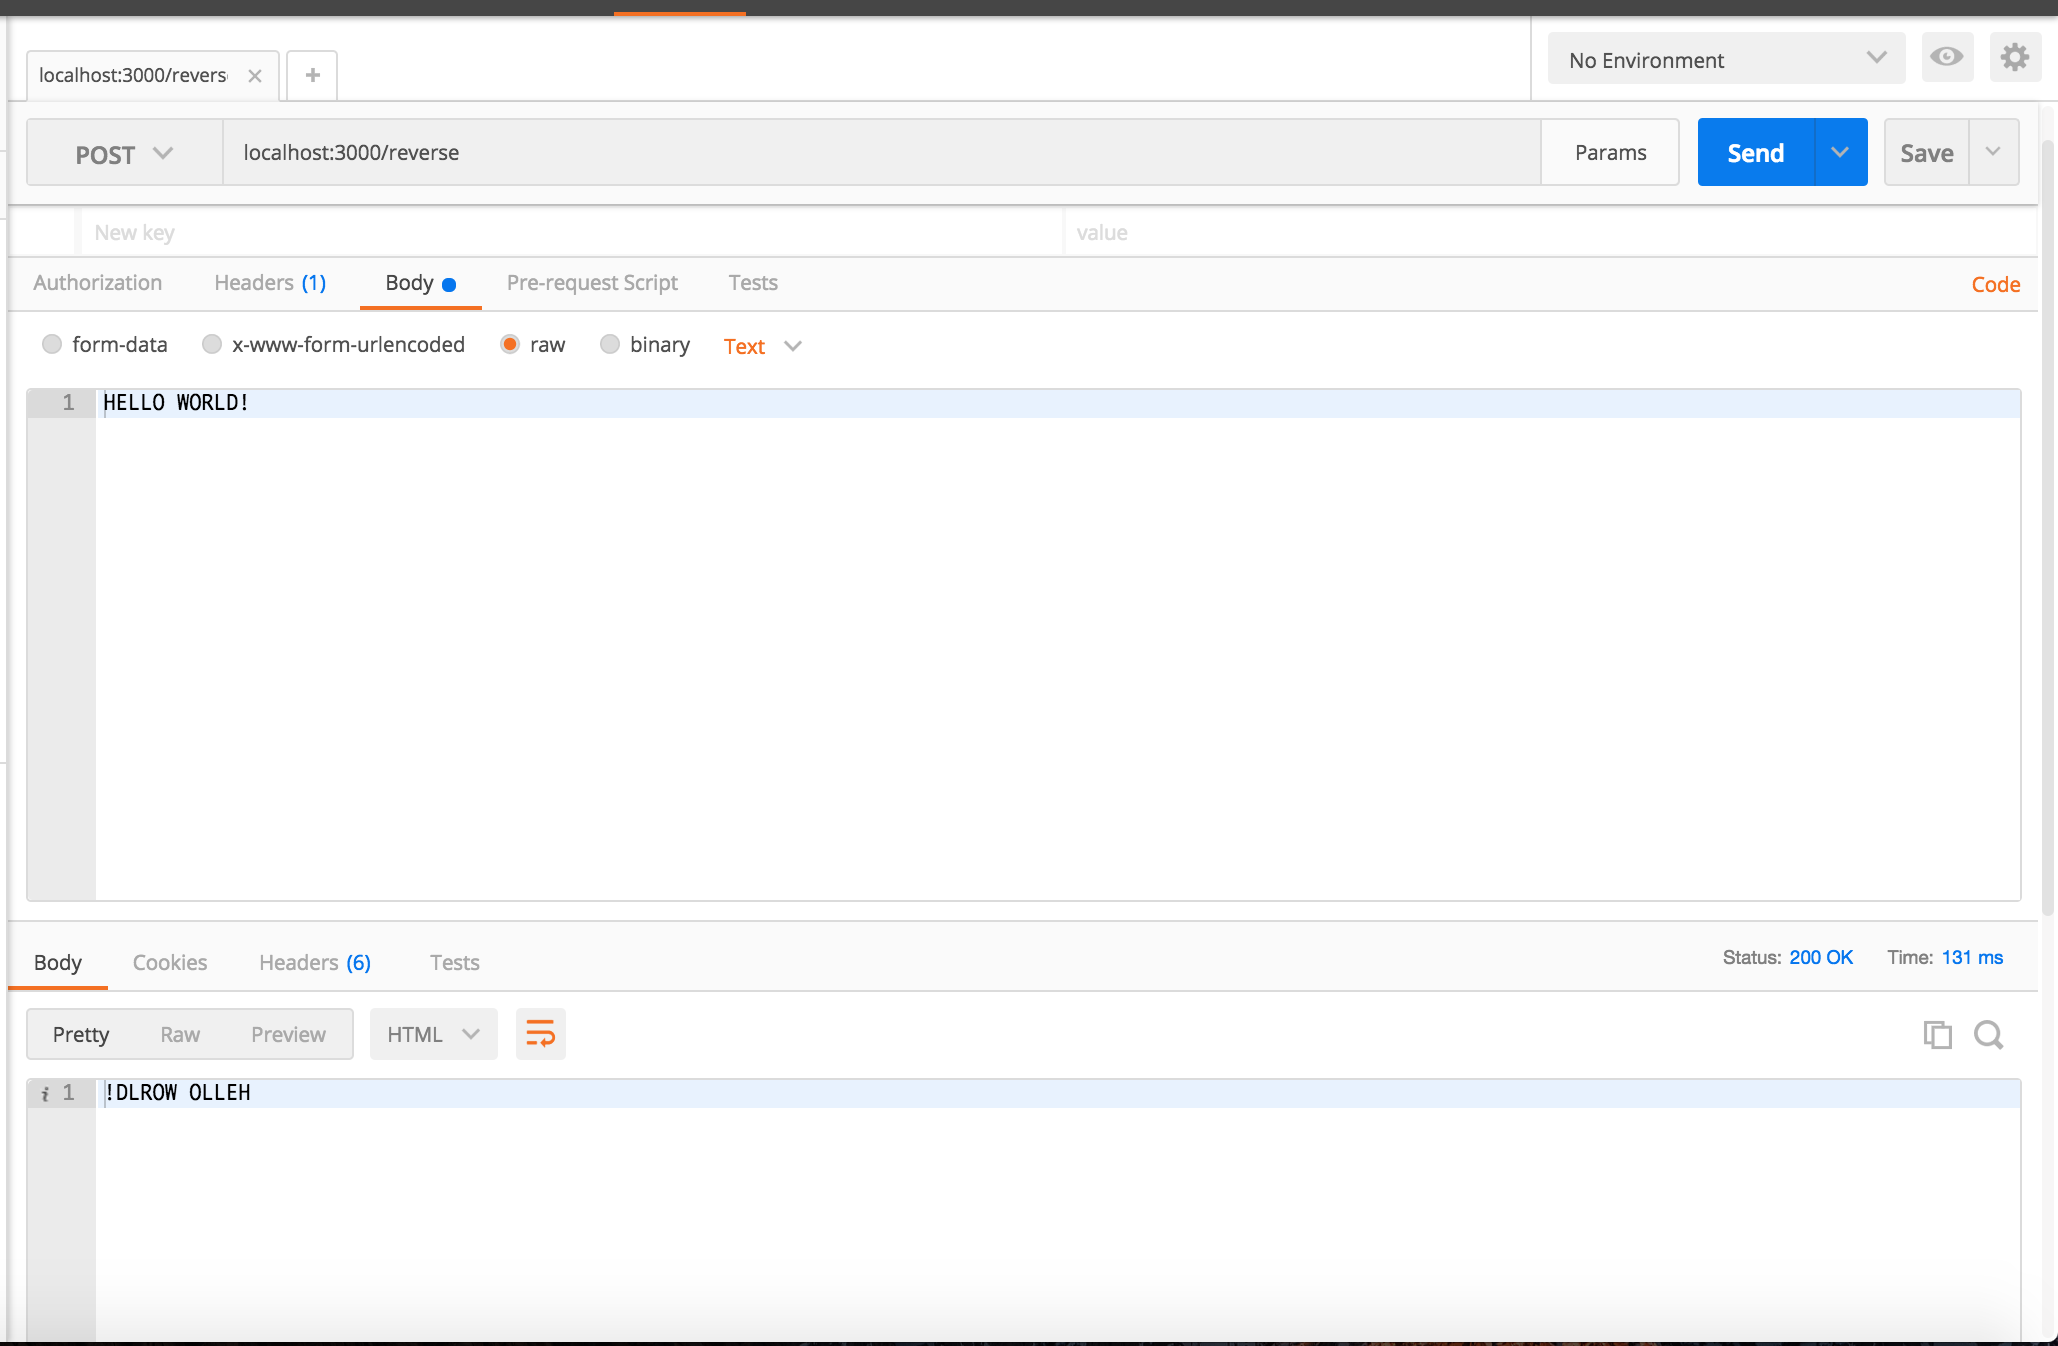 localhost:3000/revers
No Environment
POST localhost:3000/reverse Params Send Save
New key value
Authorization Headers (1) Body Pre-request Script Tests Code
form-data x-www-form-urlencoded raw binary Text
1 HELLO WORLD!
Body Cookies Headers (6) Tests Status: 200 OK Time: 131 ms
Pretty Raw Preview HTML
i 1 !DLROW OLLEH